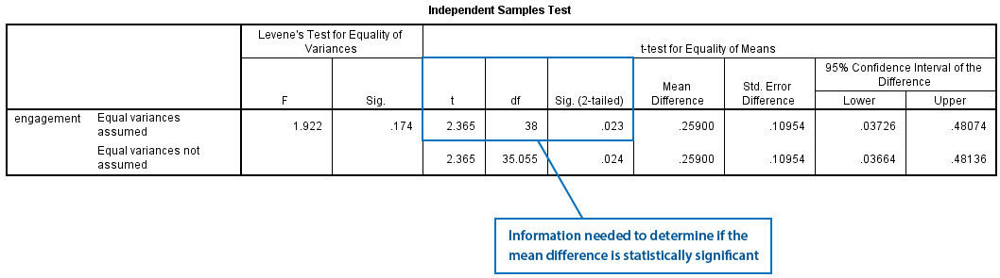 Independent Samples Test
Levene's Test for Equality of
Variances
t-test for Equality of Means
F
Sig.
t
df
Sig. (2-tailed)
Mean
Difference
Std. Error
Difference
95% Confidence Interval of the
Difference
Lower
Upper
engagement
Equal variances
assumed
1.922
.174
2.365
38
.023
.25900
.10954
.03726
.48074
Equal variances not
assumed
2.365
35.055
.024
.25900
.10954
.03664
.48136
Information needed to determine if the
mean difference is statistically significant